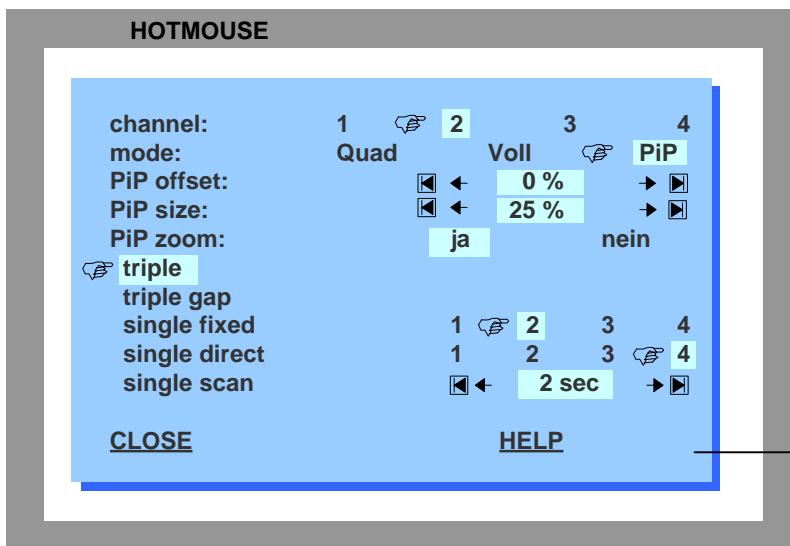 HOTMOUSE
channel: 1 2 3 4
mode: Quad Voll PiP
PiP offset: 0 %
PiP size: 25 %
PiP zoom: ja nein
triple
triple gap
single fixed 1 2 3 4
single direct 1 2 3 4
single scan 2 sec
CLOSE HELP